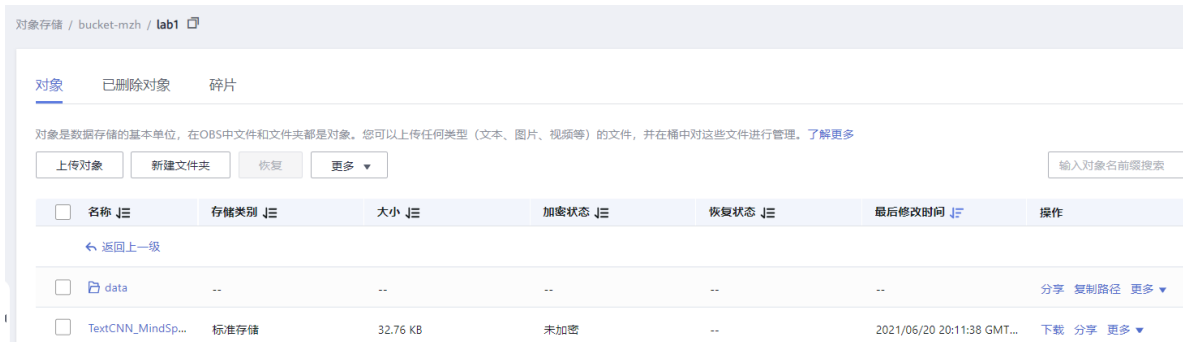 对象存储 / bucket-mzh / lab1
对象 已删除对象 碎片
对象是数据存储的基本单位，在OBS中文件和文件夹都是对象。您可以上传任何类型（文本、图片、视频等）的文件，并在桶中对这些文件进行管理。了解更多
上传对象 新建文件夹 恢复 更多 输入对象名前缀搜索
名称 存储类别 大小 加密状态 恢复状态 最后修改时间 操作
返回上一级
data -- -- -- -- -- 分享 复制路径 更多
TextCNN_MindSp... 标准存储 32.76 KB 未加密 -- 2021/06/20 20:11:38 GMT... 下载 分享 更多